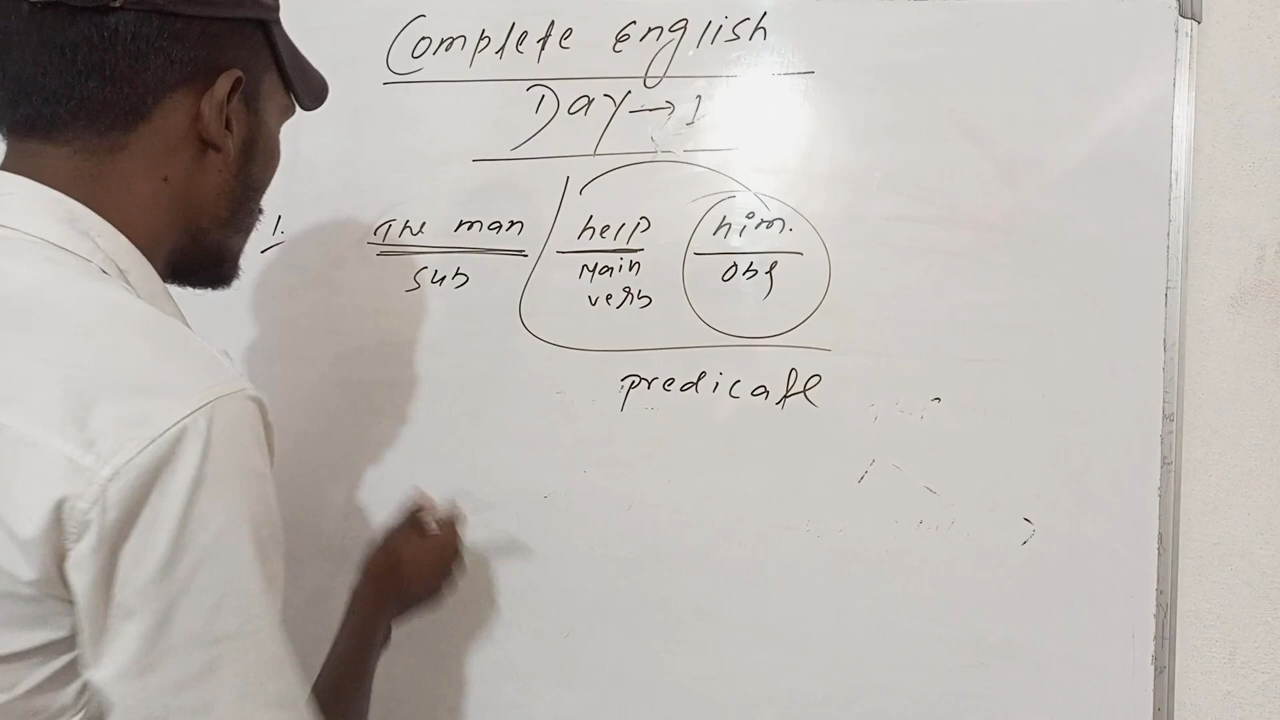 Complete English
Day → 1
1. The man help him.
Sub Main verb Obj
predicate